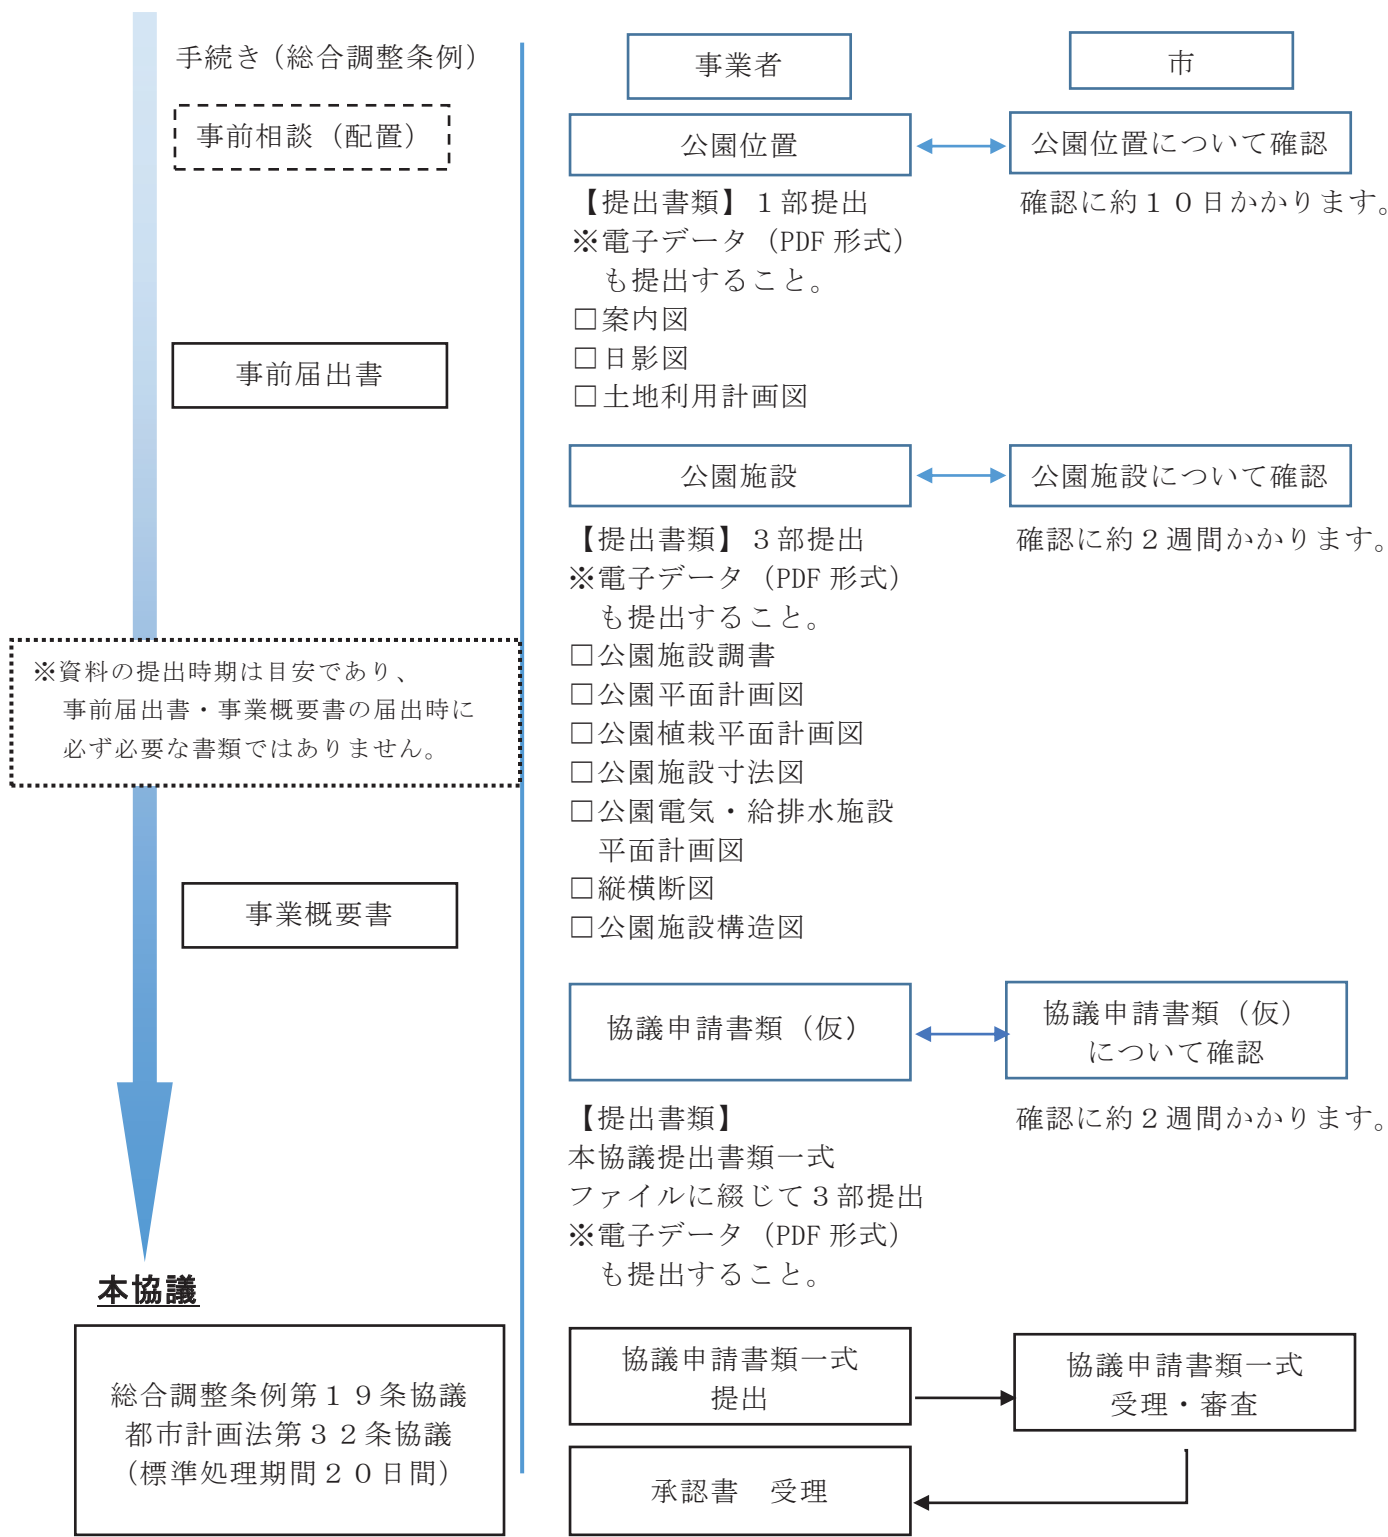 手続き（総合調整条例）
事前相談（配置）
事前届出書
※資料の提出時期は目安であり、
事前届出書・事業概要書の届出時に
必ず必要な書類ではありません。
事業概要書
本協議
総合調整条例第１９条協議
都市計画法第３２条協議
（標準処理期間２０日間）
事業者
市
公園位置
公園位置について確認
【提出書類】１部提出
※電子データ（PDF形式）
も提出すること。
□案内図
□日影図
□土地利用計画図
確認に約１０日かかります。
公園施設
公園施設について確認
【提出書類】３部提出
※電子データ（PDF形式）
も提出すること。
□公園施設調書
□公園平面計画図
□公園植栽平面計画図
□公園施設寸法図
□公園電気・給排水施設
平面計画図
□縦横断図
□公園施設構造図
確認に約２週間かかります。
協議申請書類（仮）
協議申請書類（仮）
について確認
【提出書類】
本協議提出書類一式
ファイルに綴じて３部提出
※電子データ（PDF形式）
も提出すること。
確認に約２週間かかります。
協議申請書類一式
提出
協議申請書類一式
受理・審査
承認書　受理